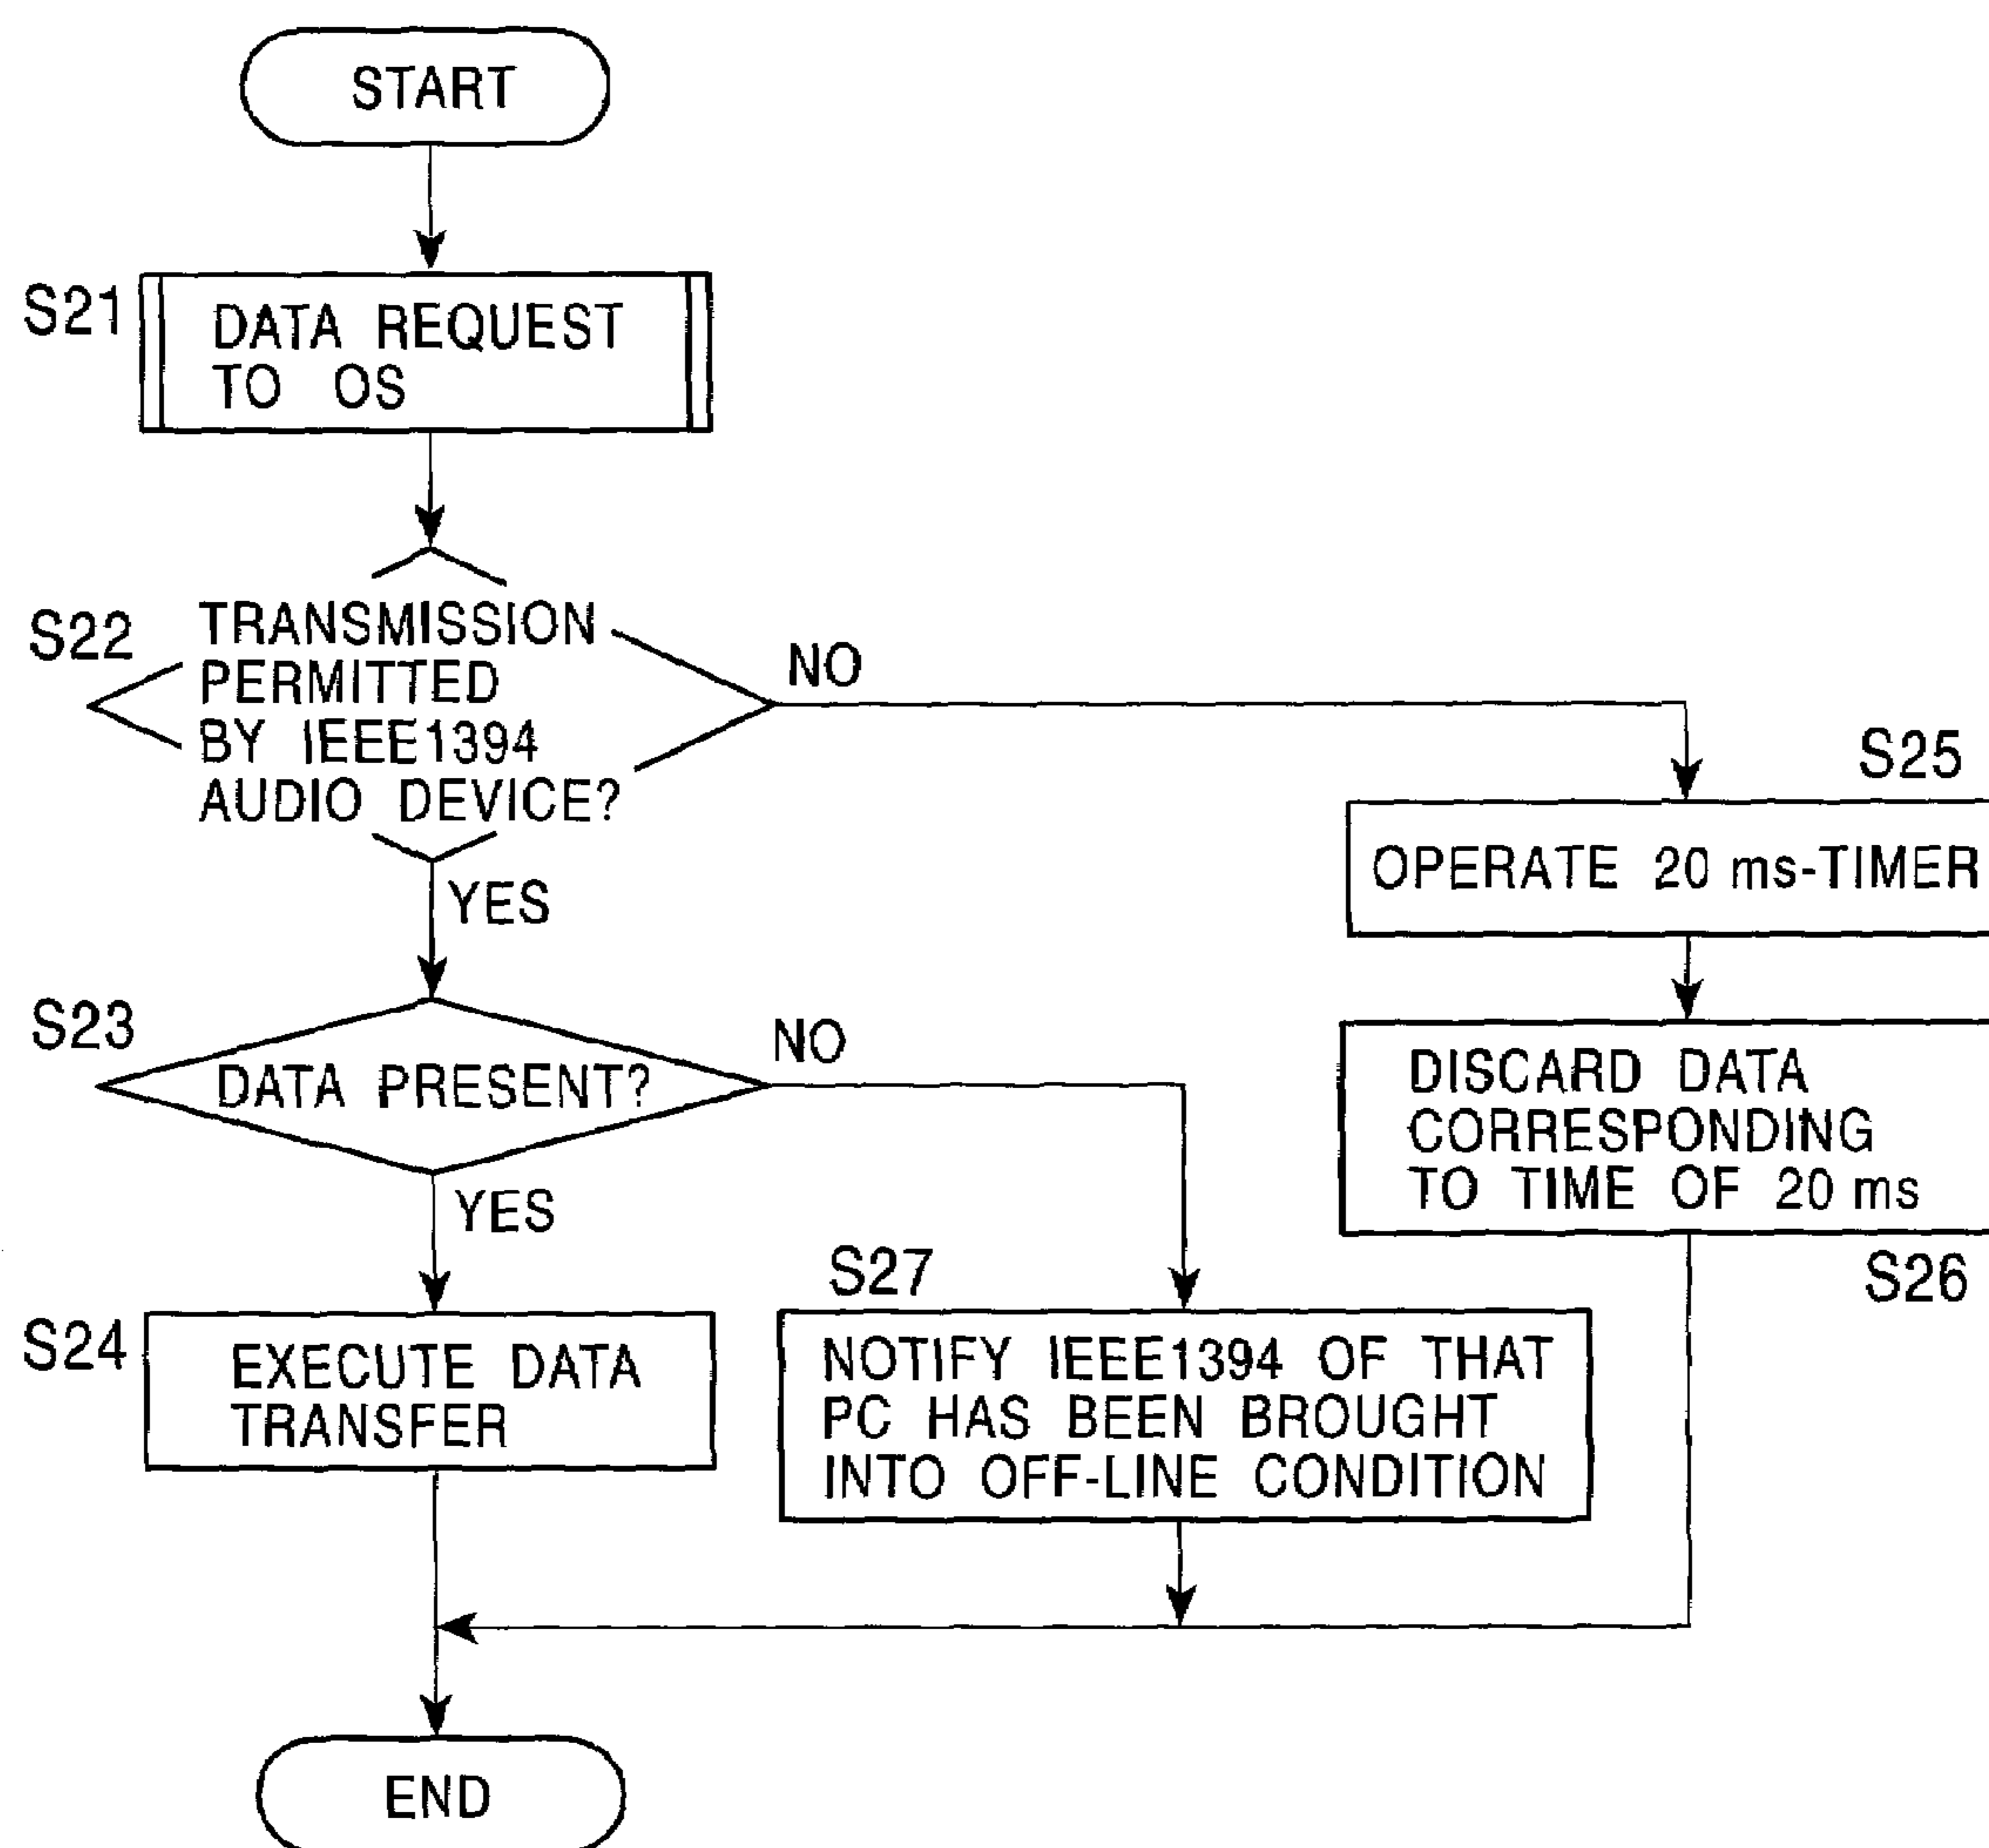 START
S21
DATA REQUEST
TO OS
S22
TRANSMISSION
PERMITTED
BY IEEE1394
AUDIO DEVICE?
NO
YES
S25
OPERATE 20 ms-TIMER
S23
DATA PRESENT?
NO
YES
DISCARD DATA
CORRESPONDING
TO TIME OF 20 ms
S26
S24
EXECUTE DATA
TRANSFER
S27
NOTIFY IEEE1394 OF THAT
PC HAS BEEN BROUGHT
INTO OFF-LINE CONDITION
END